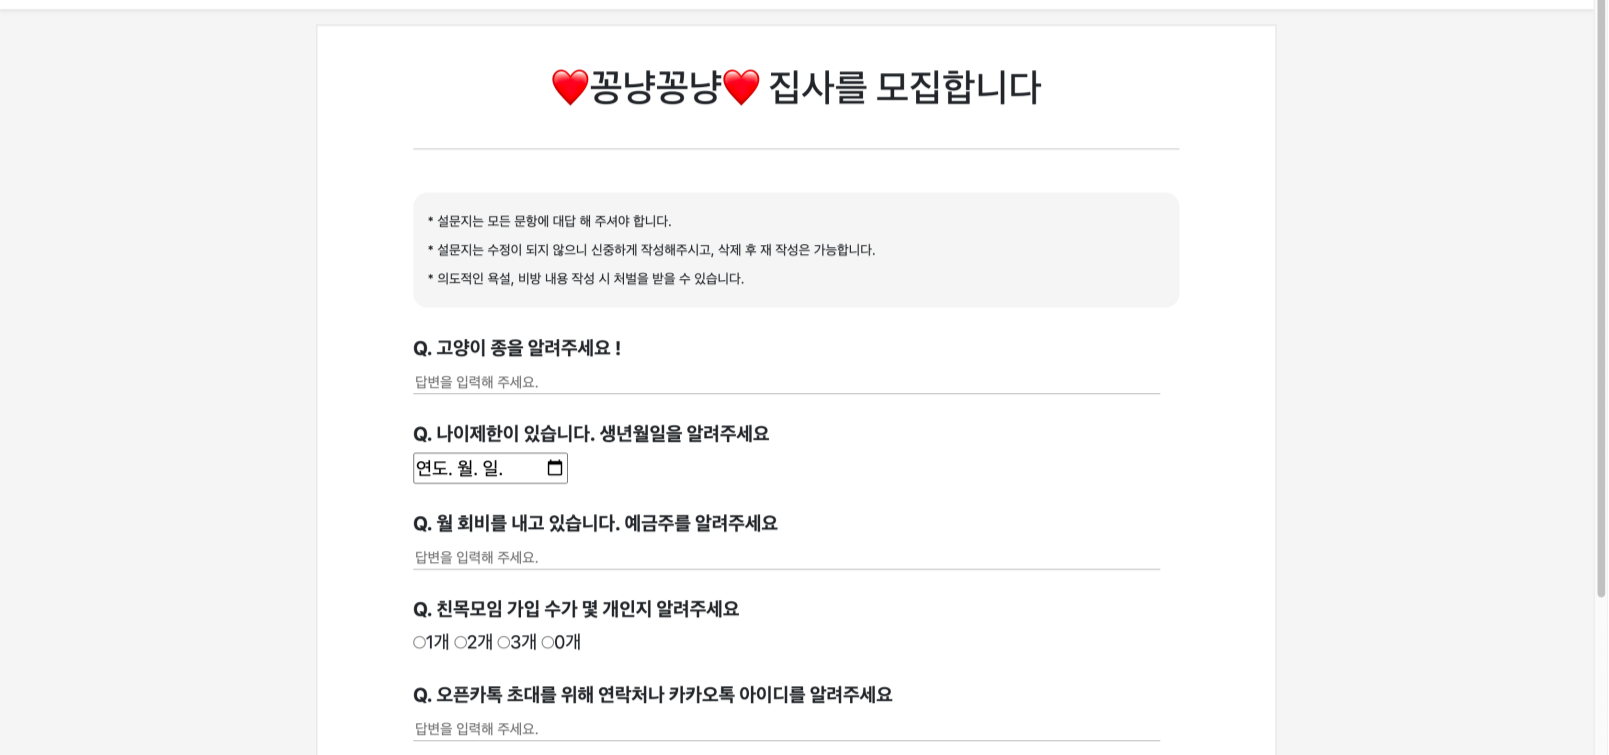 ❤️꽁냥꽁냥❤️ 집사를 모집합니다
* 설문지는 모든 문항에 대답 해 주셔야 합니다.
* 설문지는 수정이 되지 않으니 신중하게 작성해주시고, 삭제 후 재 작성은 가능합니다.
* 의도적인 욕설, 비방 내용 작성 시 처벌을 받을 수 있습니다.
Q. 고양이 종을 알려주세요 !
답변을 입력해 주세요.
Q. 나이제한이 있습니다. 생년월일을 알려주세요
연도. 월. 일.
Q. 월 회비를 내고 있습니다. 예금주를 알려주세요
답변을 입력해 주세요.
Q. 친목모임 가입 수가 몇 개인지 알려주세요
○1개 ○2개 ○3개 ○0개
Q. 오픈카톡 초대를 위해 연락처나 카카오톡 아이디를 알려주세요
답변을 입력해 주세요.